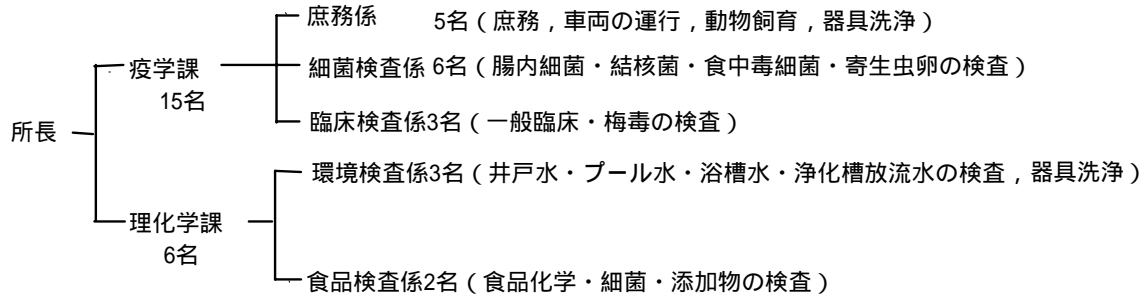 庶務係 5名(庶務,車両の運行,動物飼育,器具洗浄)
疫学課 細菌検査係 6名(腸内細菌・結核菌・食中毒細菌・寄生虫卵の検査)
15名
臨床検査係3名(一般臨床・梅毒の検査)
所長
環境検査係3名(井戸水・プール水・浴槽水・浄化槽放流水の検査,器具洗浄)
理化学課
6名
食品検査係2名(食品化学・細菌・添加物の検査)